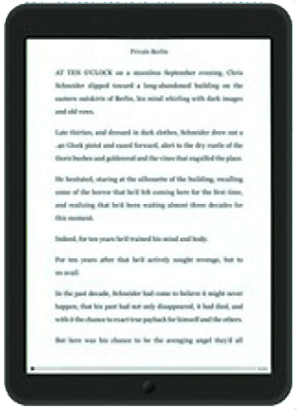 Private Berlin
AT TEN O'CLOCK on a moonless September evening, Chris
Schneider slipped toward a long-abandoned building on the
eastern outskirts of Berlin, his mind whirling with dark images
and old vows.
Late thirties, and dressed in dark clothes, Schneider drew out a
.40 Glock pistol and eased forward, alert to the dry rustle of the
thorn bushes and goldenrod and the vines that engulfed the place.
He hesitated, staring at the silhouette of the building, recalling
some of the horror that he'd felt coming here for the first time,
and realizing that he'd been waiting almost three decades for
this moment.
Indeed, for ten years he'd trained his mind and body.
For ten years after that he'd actively sought revenge, but to
no avail.
In the past decade, Schneider had come to believe it might never
happen, that his past had not only disappeared, it had died, and
with it the chance to exact true payback for himself and the others.
But here was his chance to be the avenging angel they'd all